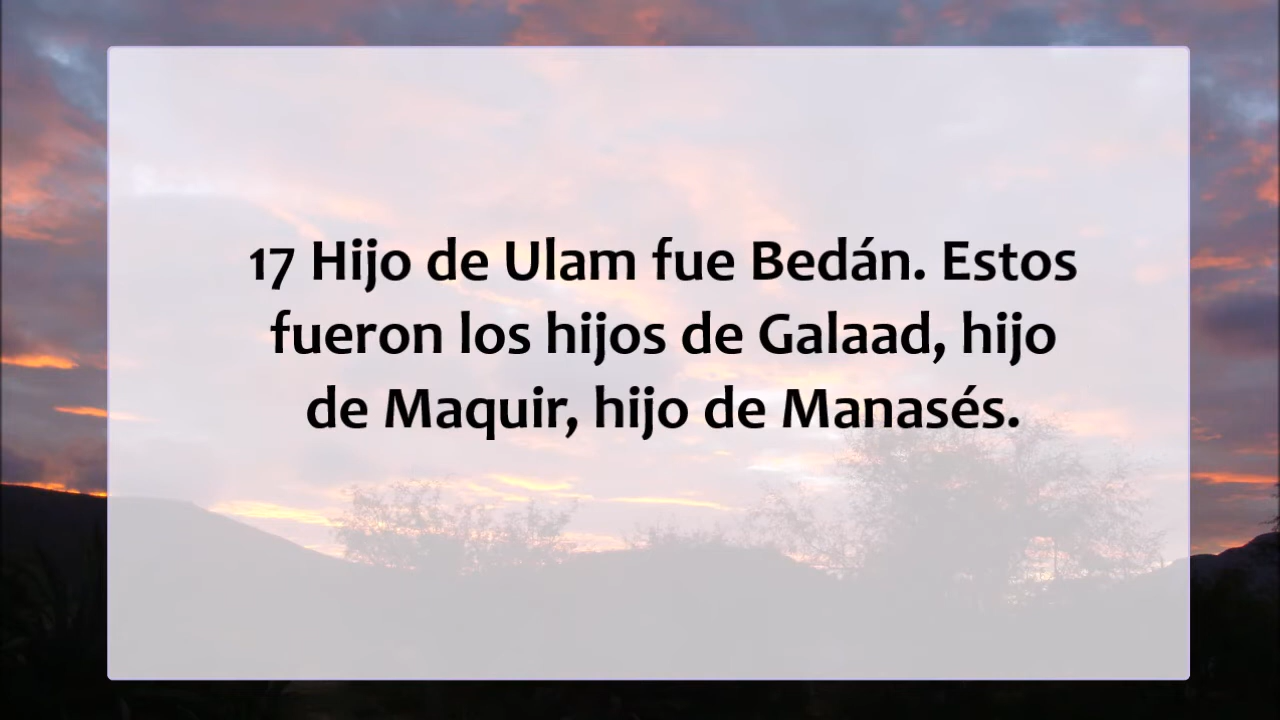 17 Hijo de Ulam fue Bedán. Estos
fueron los hijos de Galaad, hijo
de Maquir, hijo de Manasés.